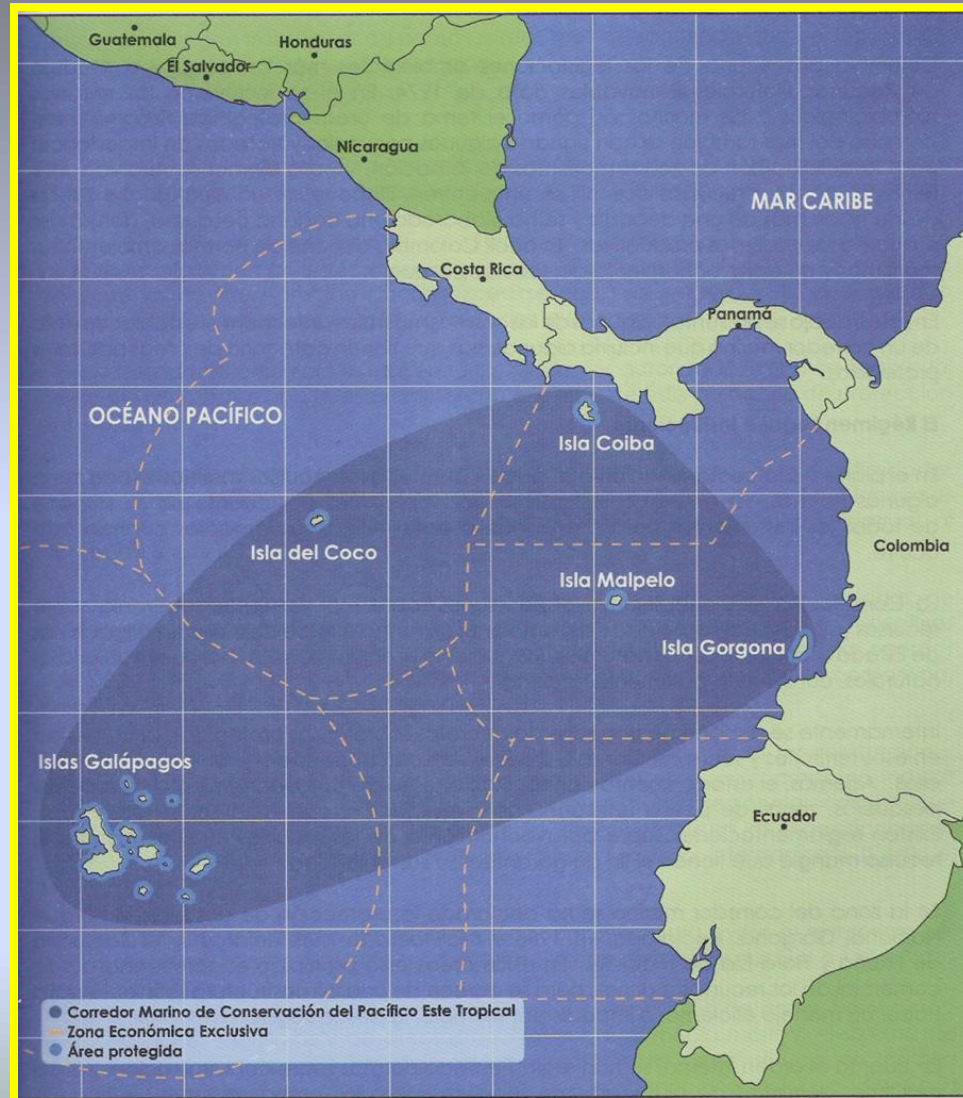 Guatemala
Honduras
El Salvador
Nicaragua
MAR CARIBE
Costa Rica
Panamá
OCÉANO PACÍFICO
Isla Coiba
Isla del Coco
Colombia
Isla Malpelo
Isla Gorgona
Islas Galápagos
Ecuador
Corredor Marino de Conservación del Pacífico Este Tropical
Zona Económica Exclusiva
Área protegida